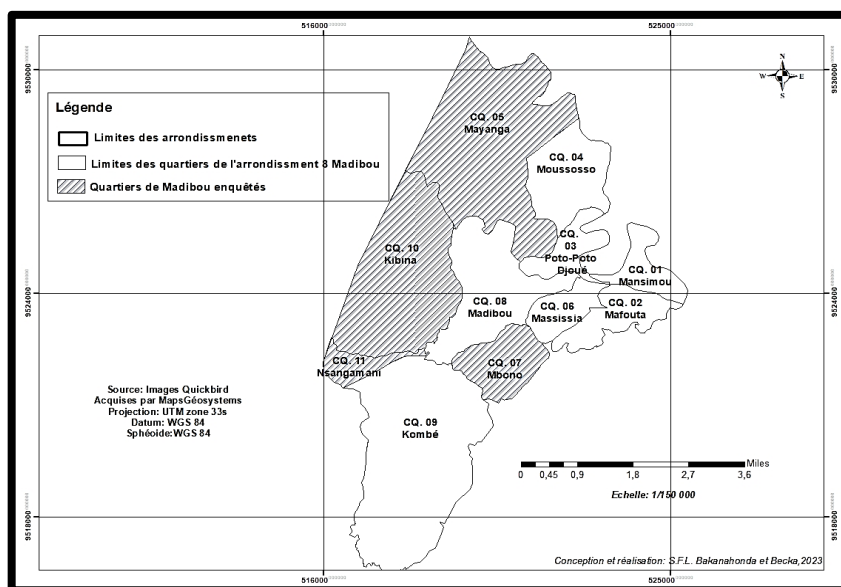 516000
525000
9530000
9530000
N
W E
S
Légende
Limites des arrondissmenets
Limites des quartiers de l'arrondissment 8 Madibou
Quartiers de Madibou enquêtés
CQ. 05
Mayanga
CQ. 04
Moussosso
CQ.
03
Poto-Poto
Djoué
CQ. 10
Kibina
CQ. 01
Mansimou
9524000
9524000
CQ. 08
Madibou
CQ. 06
Massissia
CQ. 02
Mafouta
CQ. 11
Nsangamani
CQ. 07
Mbono
Source: Images Quickbird
Acquises par MapsGéosystems
Projection: UTM zone 33s
Datum: WGS 84
Sphéoide:WGS 84
CQ. 09
Kombé
Miles
0 0,45 0,9 1,8 2,7 3,6
Echelle: 1/150 000
9518000
9518000
Conception et réalisation: S.F.L. Bakanahonda et Becka,2023
516000
525000